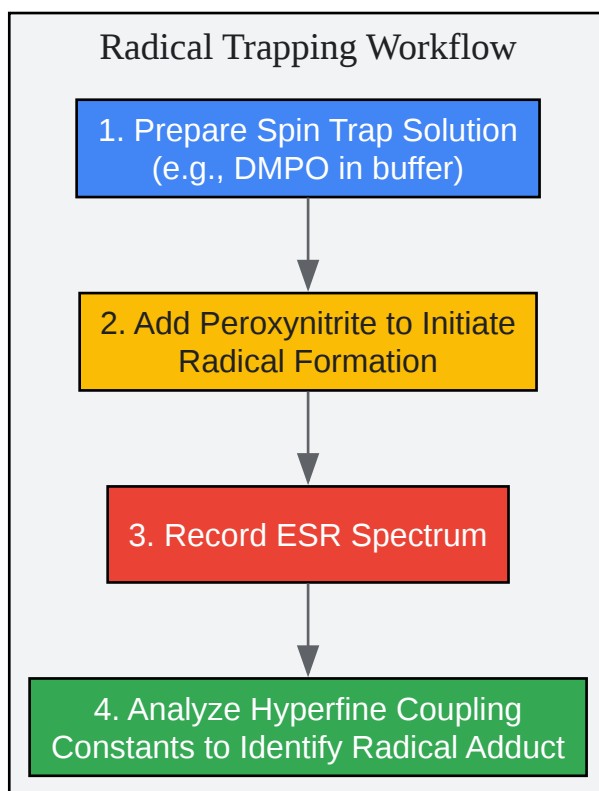 Radical Trapping Workflow
1. Prepare Spin Trap Solution
(e.g., DMPO in buffer)
2. Add Peroxynitrite to Initiate
Radical Formation
3. Record ESR Spectrum
4. Analyze Hyperfine Coupling
Constants to Identify Radical Adduct